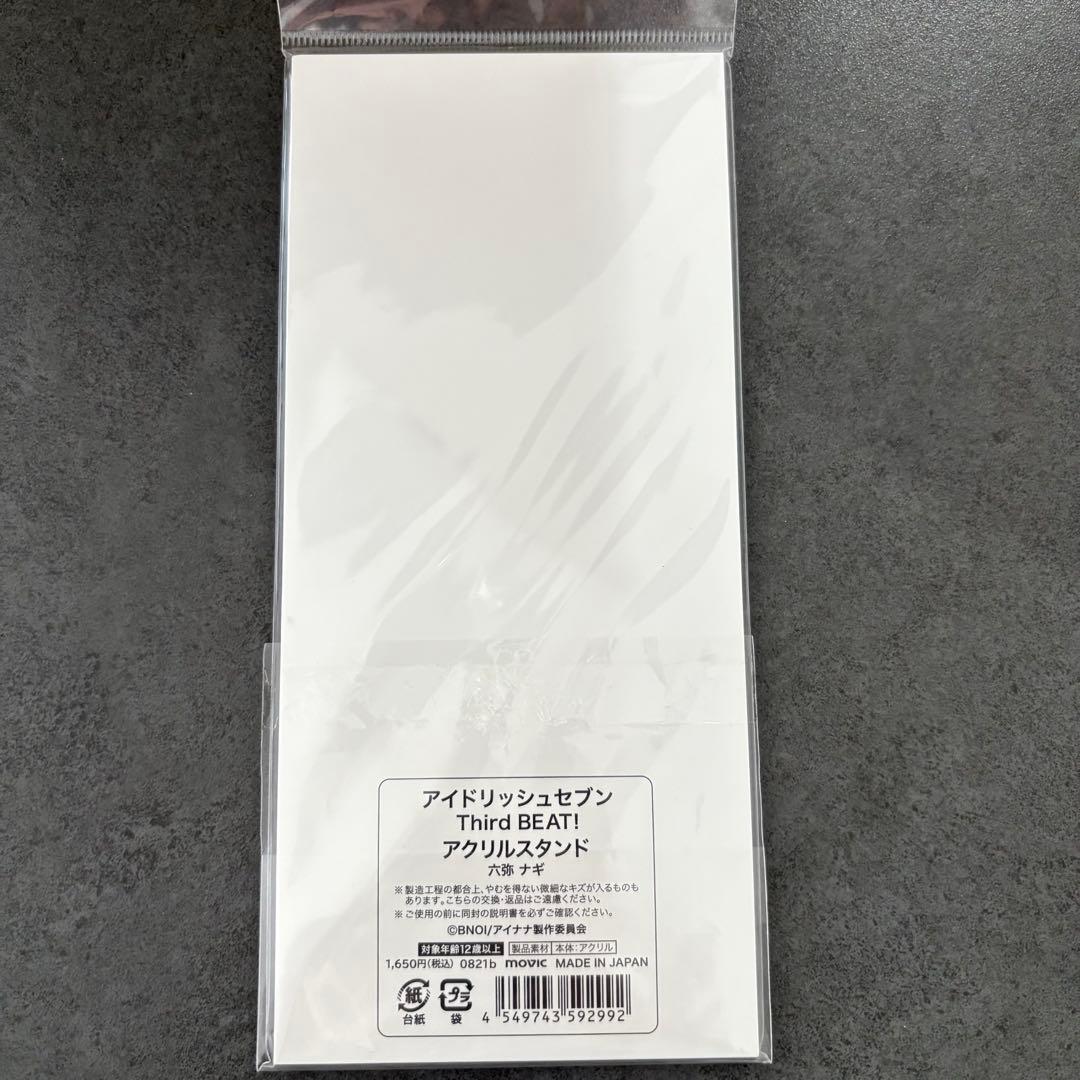 アイドリッシュセブン
Third BEAT!
アクリルスタンド
六弥 ナギ
※製造工程の都合上、やむを得ない微細なキズが入るものも
あります。こちらの交換・返品はご遠慮ください。
※ご使用の前に同封の説明書を必ずご確認ください。
©BNOI/アイナナ製作委員会
対象年齢12歳以上 製品素材 本体:アクリル
1,650円(税込) 0821b movic MADE IN JAPAN
紙 プラ
台紙 袋 4 549743 592992